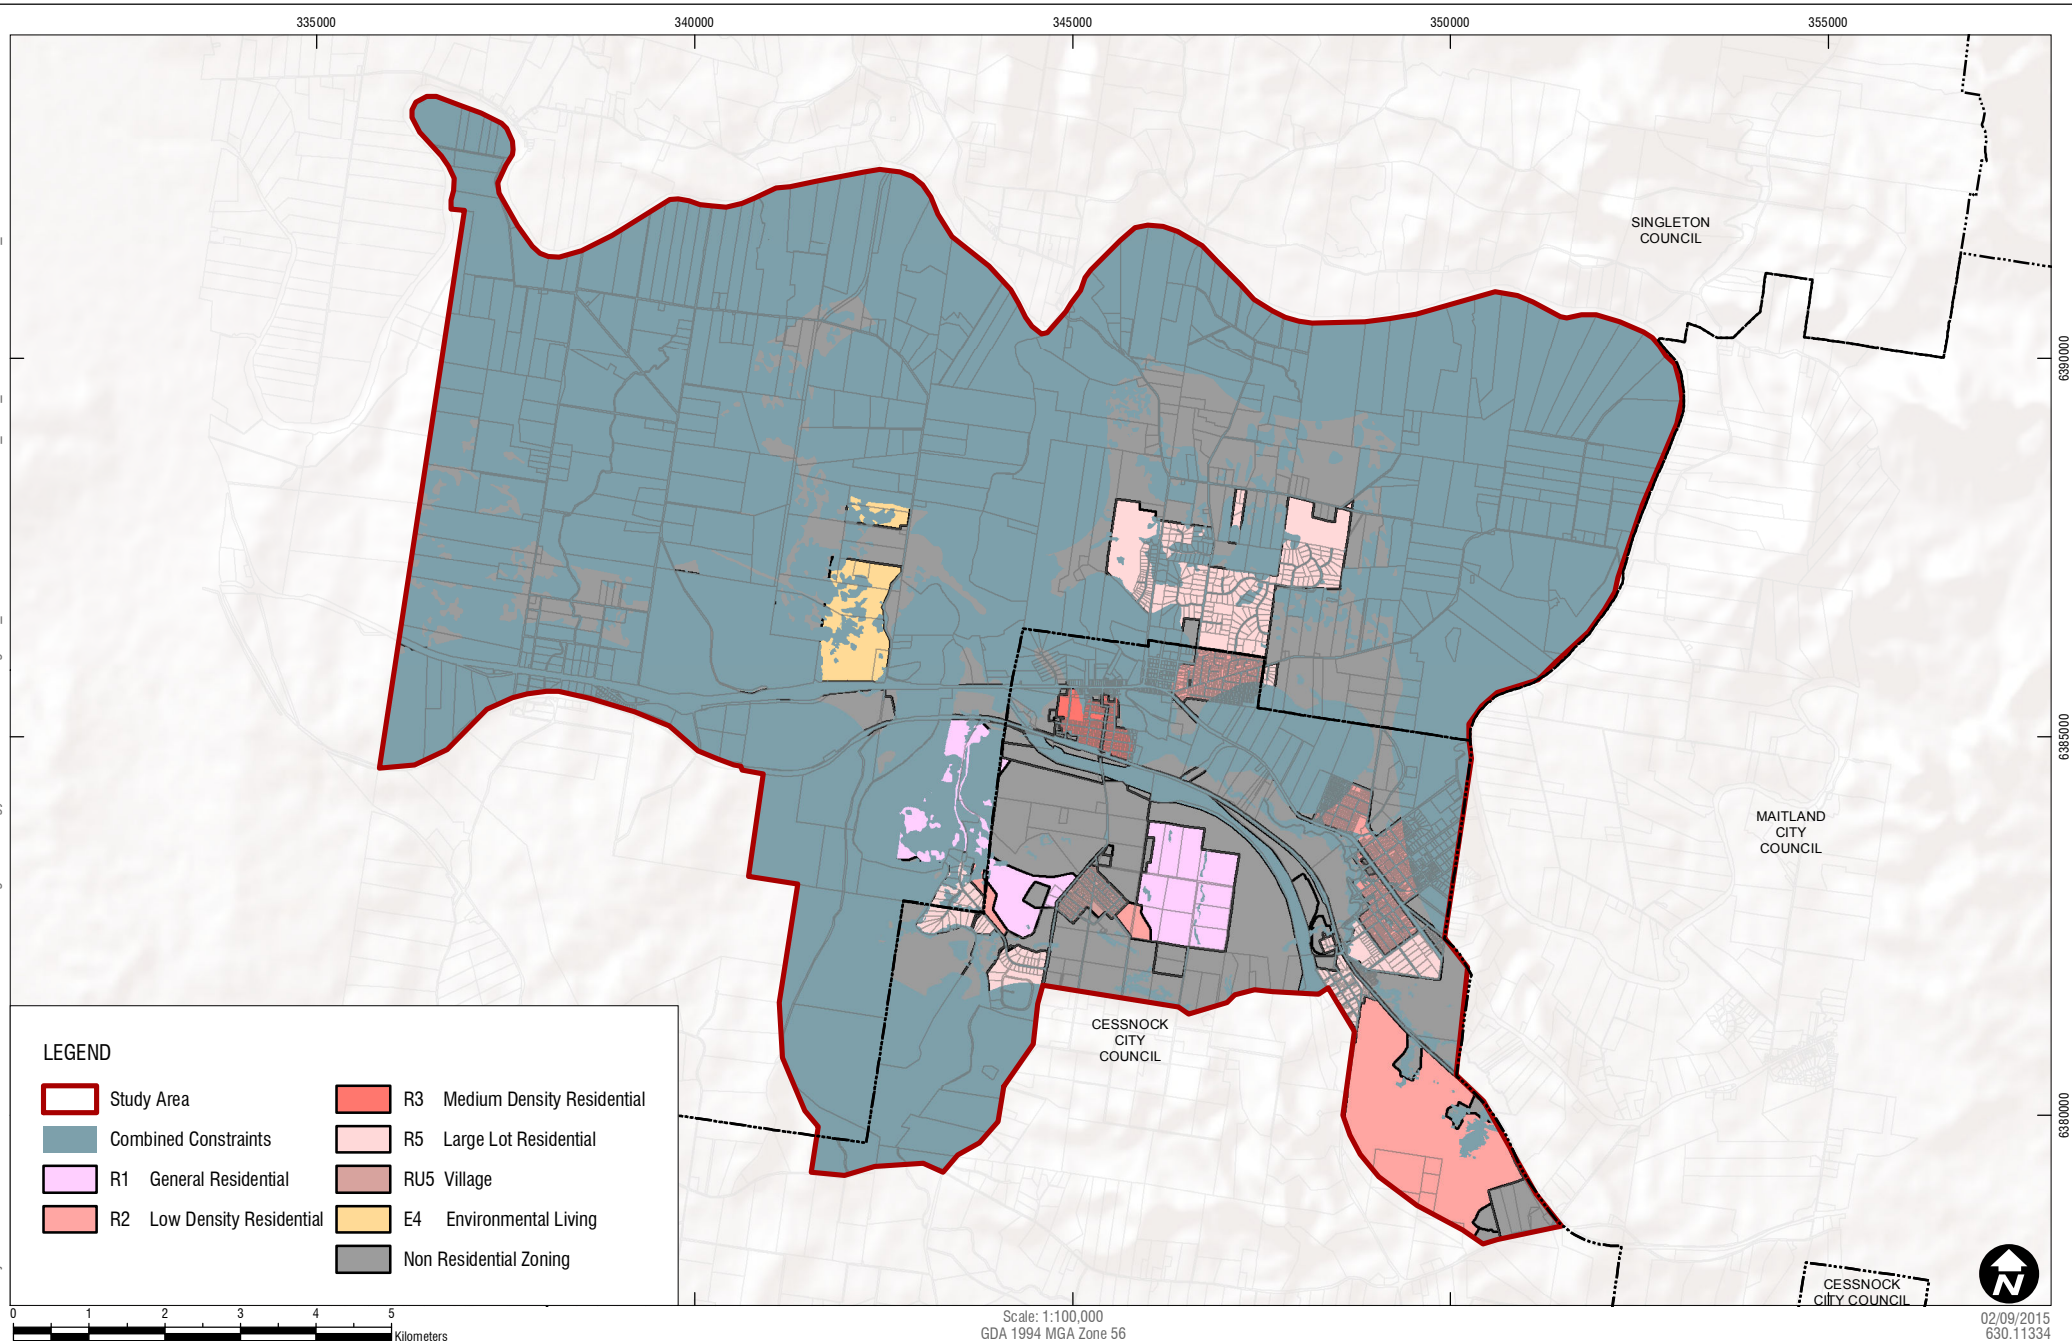 335000
340000
345000
350000
355000
SINGLETON
COUNCIL
6390000
6385000
MAITLAND
CITY
COUNCIL
CESSNOCK
CITY
COUNCIL
6380000
LEGEND
Study Area
Combined Constraints
R1 General Residential
R2 Low Density Residential
R3 Medium Density Residential
R5 Large Lot Residential
RU5 Village
E4 Environmental Living
Non Residential Zoning
N
CESSNOCK
CITY COUNCIL
0 1 2 3 4 5
Kilometers
Scale: 1:100,000
GDA 1994 MGA Zone 56
02/09/2015
630.11334